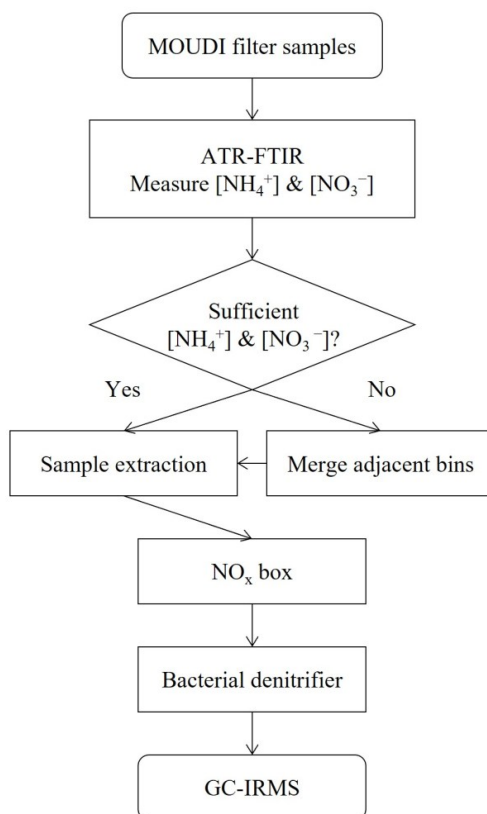 MOUDI filter samples
ATR-FTIR
Measure [NH₄⁺] & [NO₃⁻]
Sufficient
[NH₄⁺] & [NO₃⁻]?
Yes
No
Sample extraction
Merge adjacent bins
NOₓ box
Bacterial denitrifier
GC-IRMS